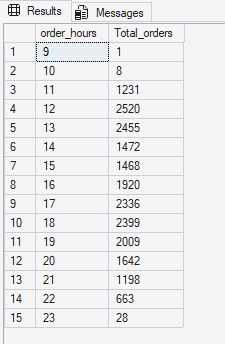 Results Messages
order_hours Total_orders
1 9 1
2 10 8
3 11 1231
4 12 2520
5 13 2455
6 14 1472
7 15 1468
8 16 1920
9 17 2336
10 18 2399
11 19 2009
12 20 1642
13 21 1198
14 22 663
15 23 28